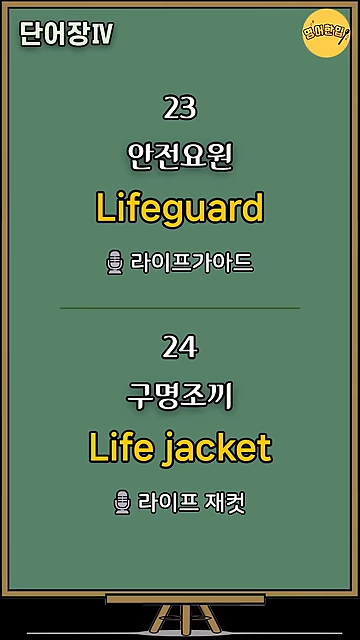 단어장Ⅳ
영어한입
23
안전요원
Lifeguard
라이프가아드
24
구명조끼
Life jacket
라이프 재컷